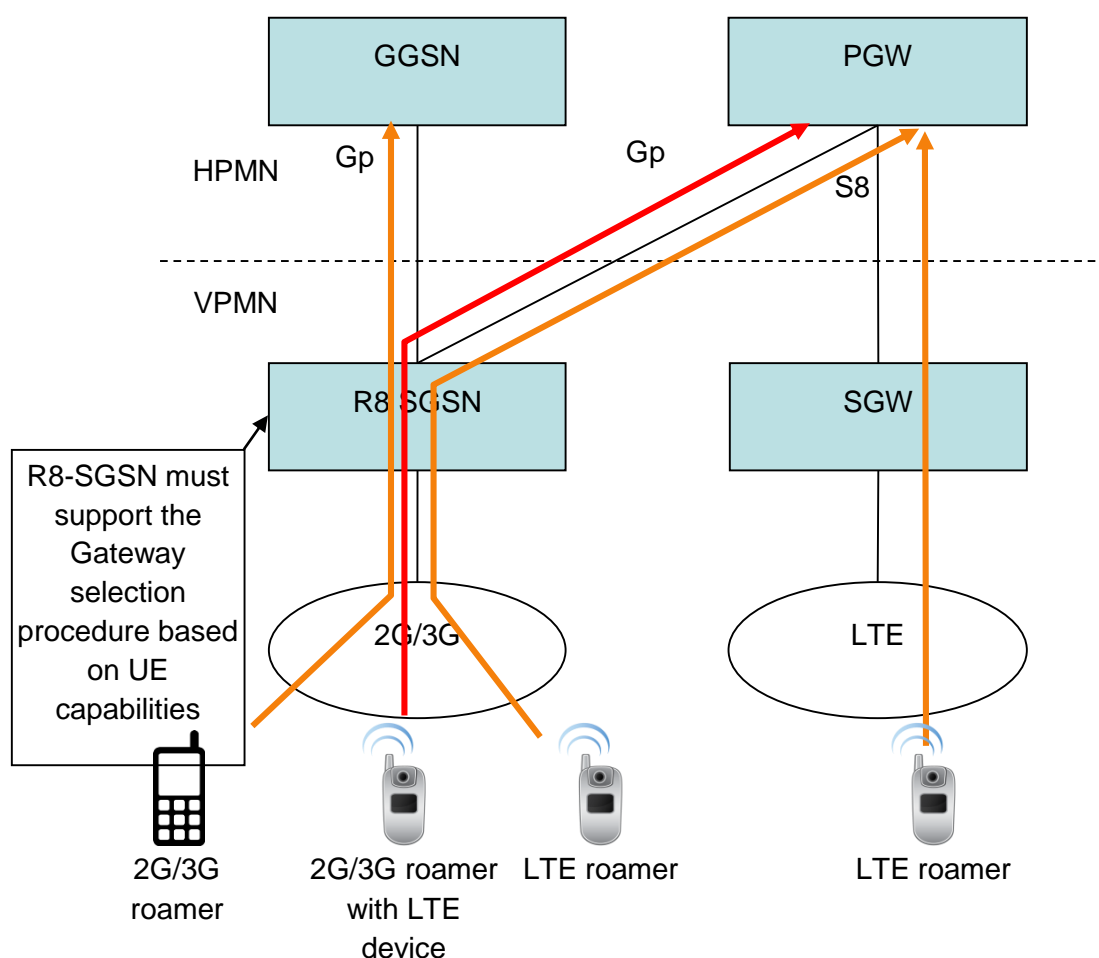 GGSN
PGW
Gp
Gp
HPMN
S8
VPMN
R8 SGSN
SGW
R8-SGSN must
support the
Gateway
selection
procedure based
on UE
capabilities
2G/3G
LTE
2G/3G
roamer
2G/3G roamer
with LTE
device
LTE roamer
LTE roamer